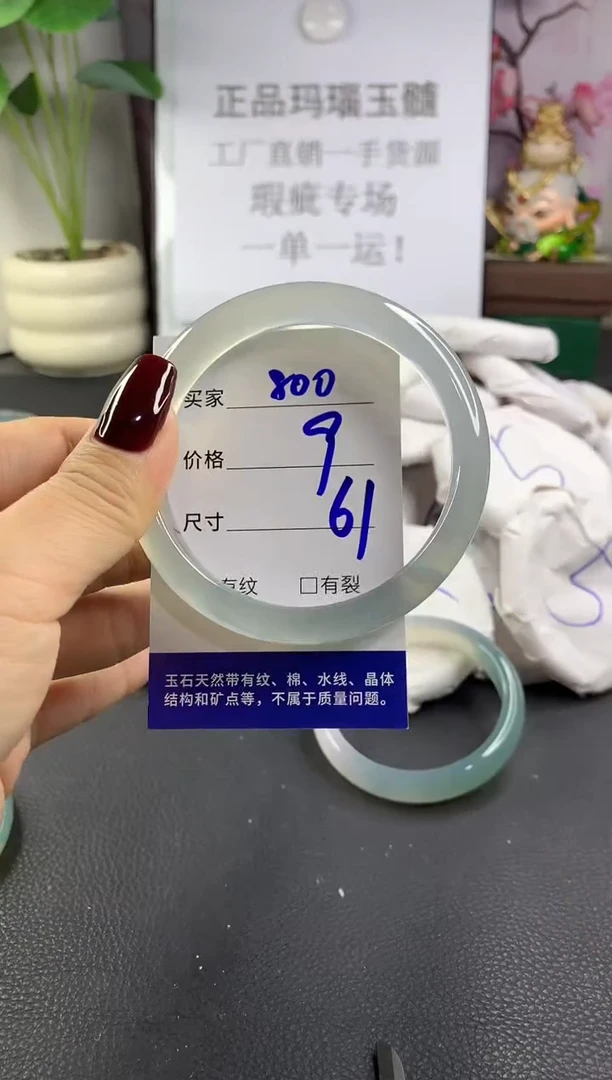 正品玛瑙玉髓
工厂直销一手货源
瑕疵专场
一单一运!
买家 800
价格 9
尺寸 61
有纹 □有裂
玉石天然带有纹、棉、水线、晶体
结构和矿点等，不属于质量问题。